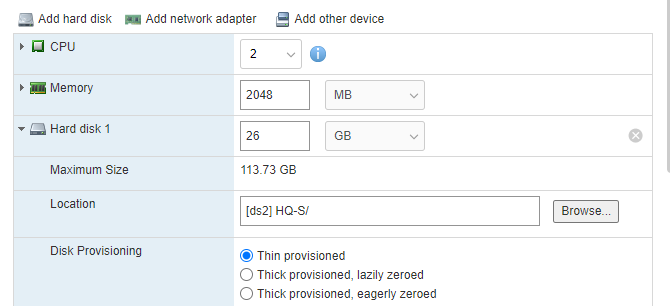 Add hard disk Add network adapter Add other device
CPU 2
Memory 2048 MB
Hard disk 1 26 GB
Maximum Size 113.73 GB
Location [ds2] HQ-S/ Browse...
Disk Provisioning Thin provisioned
Thick provisioned, lazily zeroed
Thick provisioned, eagerly zeroed